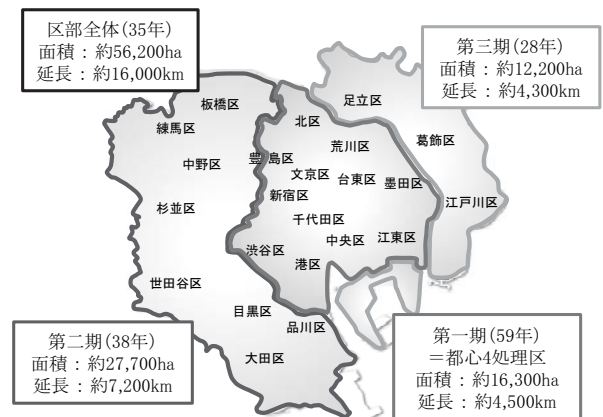 区部全体(35年)
面積：約56,200ha
延長：約16,000km
第三期(28年)
面積：約12,200ha
延長：約4,300km
板橋区
練馬区
中野区
杉並区
世田谷区
目黒区
品川区
大田区
北区
荒川区
豊島区
文京区
台東区
墨田区
新宿区
千代田区
中央区
江東区
渋谷区
港区
足立区
葛飾区
江戸川区
第二期(38年)
面積：約27,700ha
延長：約7,200km
第一期(59年)
＝都心4処理区
面積：約16,300ha
延長：約4,500km